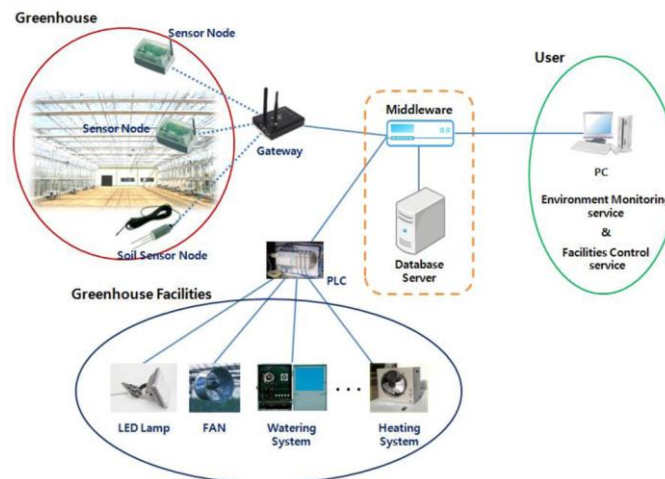 Greenhouse
Sensor Node
User
Middleware
Sensor Node
Gateway
PC
Environment Monitoring
service
&
Facilities Control
service
Soil Sensor Node
Database
Server
PLC
Greenhouse Facilities
LED Lamp
FAN
Watering
System
Heating
System